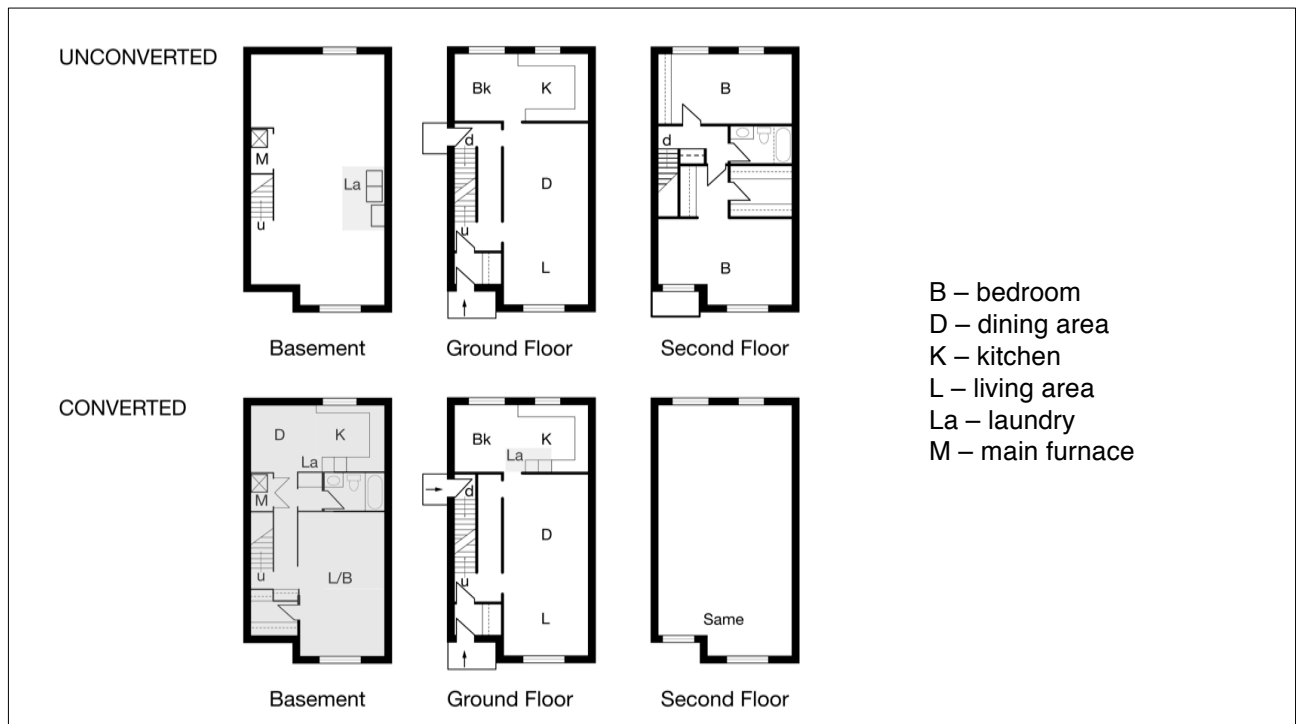 UNCONVERTED
M
La
u
Basement
Bk
K
d
D
u
L
Ground Floor
B
d
B
Second Floor
B – bedroom
D – dining area
K – kitchen
L – living area
La – laundry
M – main furnace
CONVERTED
D
K
La
M
u
L/B
Basement
Bk
K
La
d
D
u
L
Ground Floor
Same
Second Floor